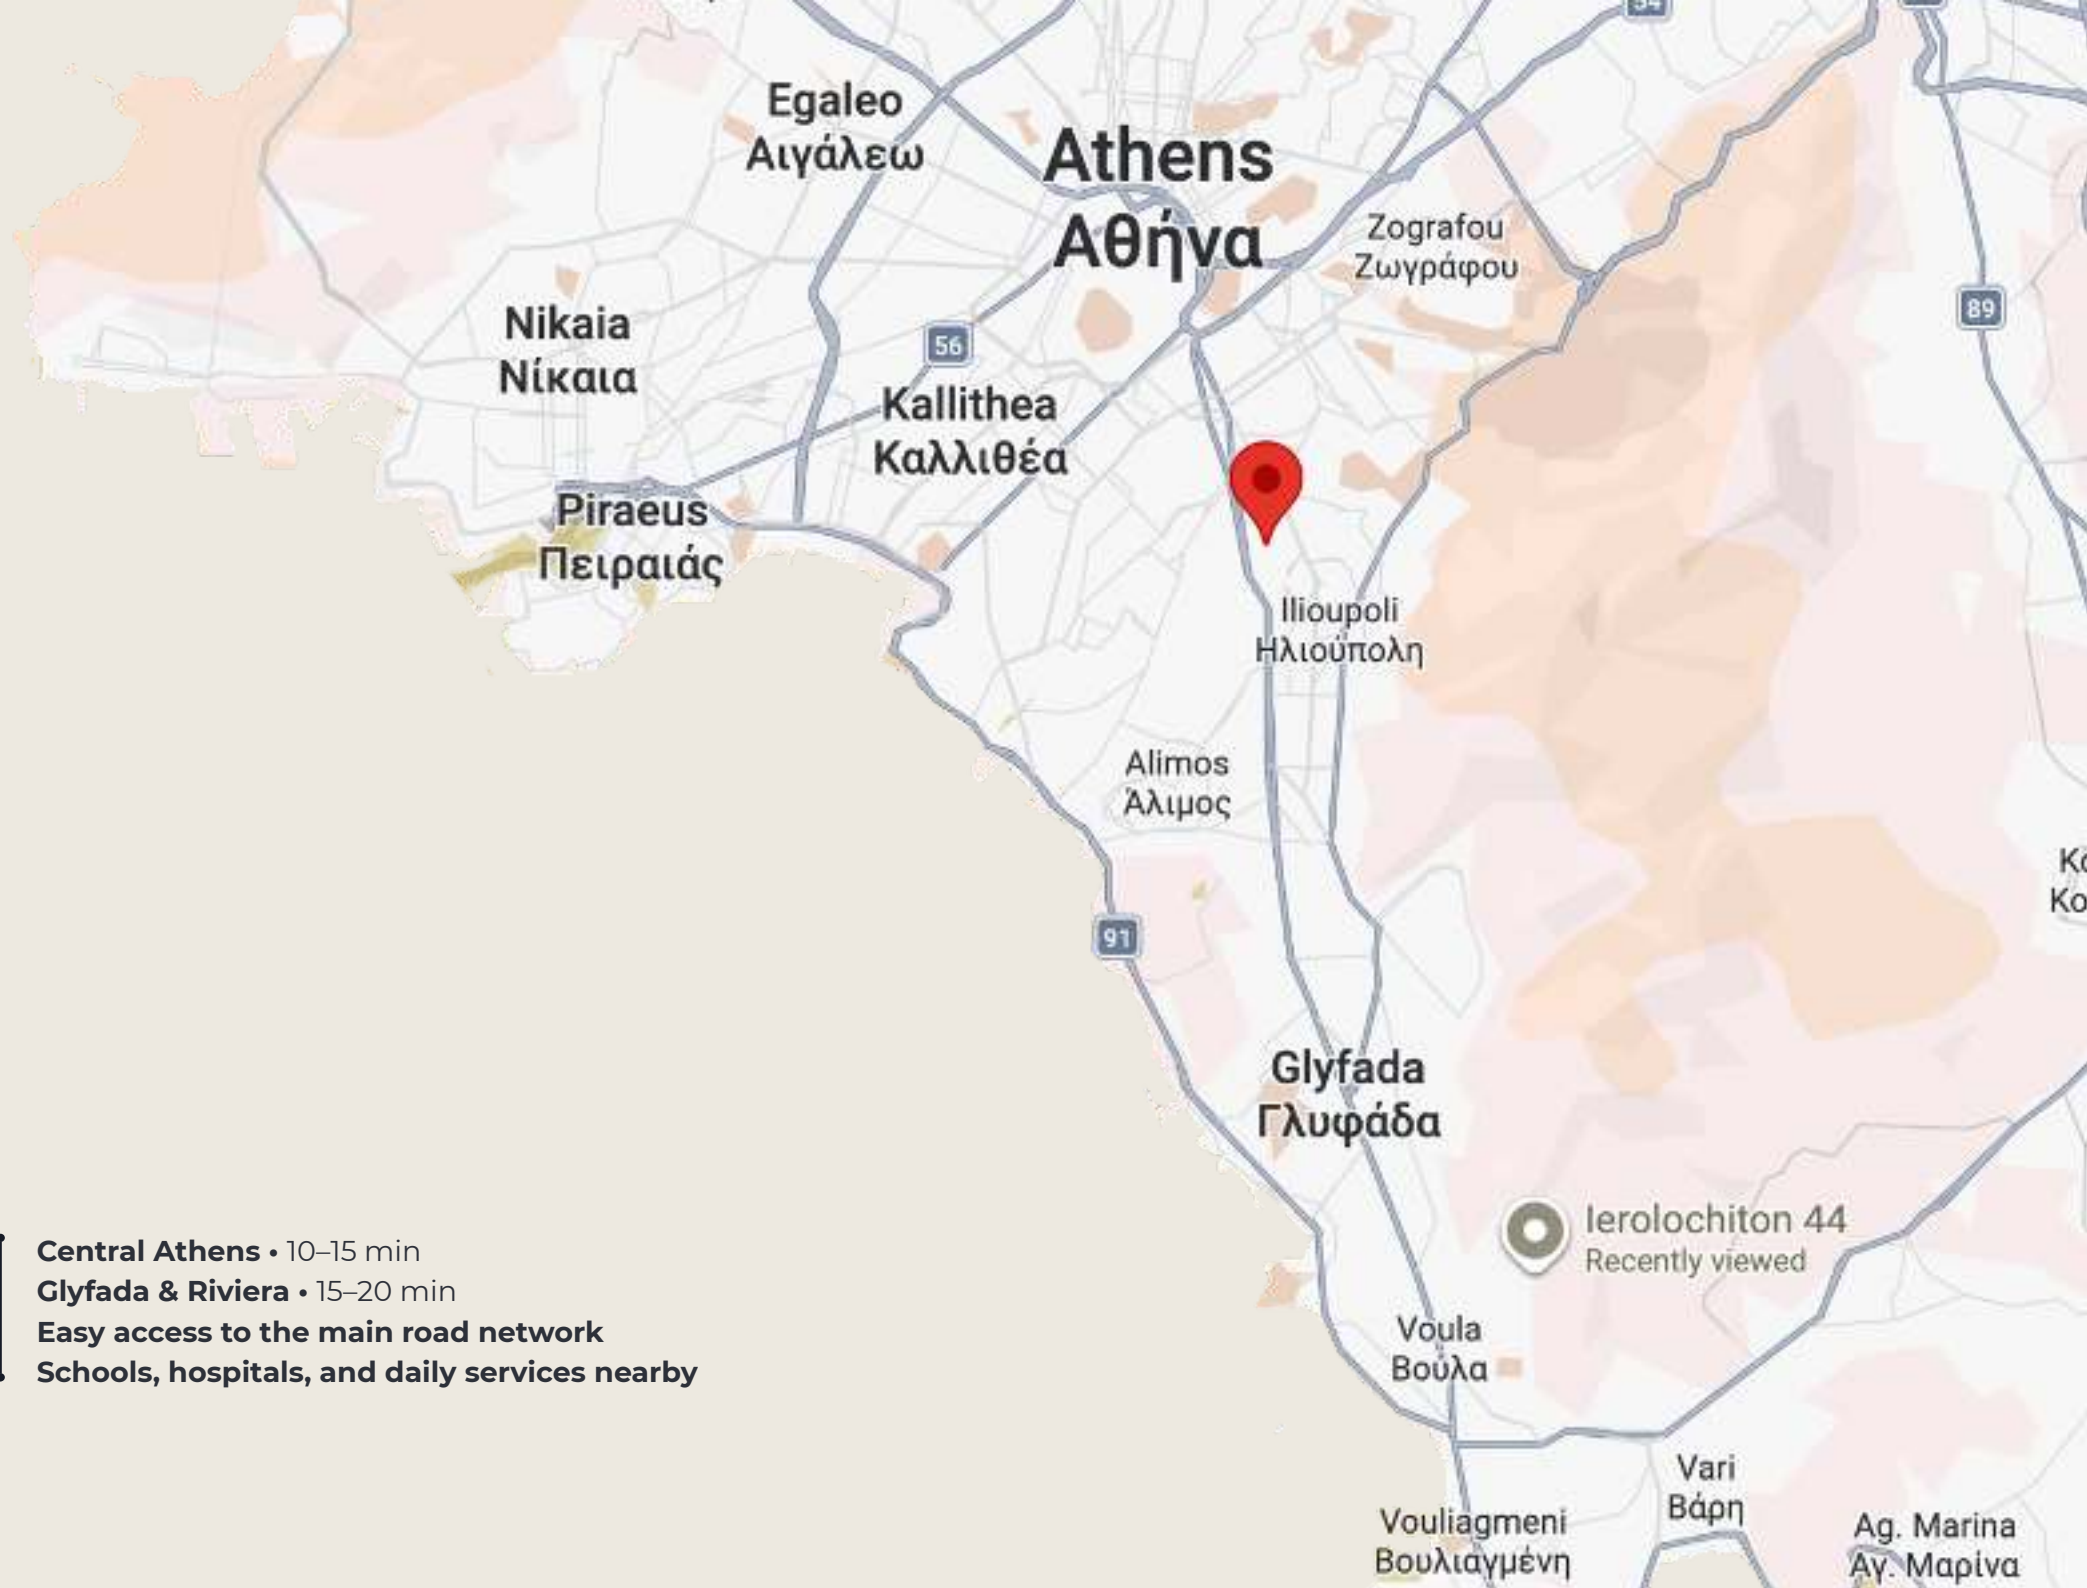 54
Egaleo
Αιγάλεω
Athens
Αθήνα
Zografou
Ζωγράφου
89
Nikaia
Νίκαια
56
Kallithea
Καλλιθέα
Piraeus
Πειραιάς
Ilioupoli
Ηλιούπολη
Alimos
Άλιμος
91
Glyfada
Γλυφάδα
Ierolochiton 44
Recently viewed
Central Athens • 10–15 min
Glyfada & Riviera • 15–20 min
Easy access to the main road network
Schools, hospitals, and daily services nearby
Voula
Βούλα
Vari
Βάρη
Vouliagmeni
Βουλιαγμένη
Ag. Marina
Αγ. Μαρίνα